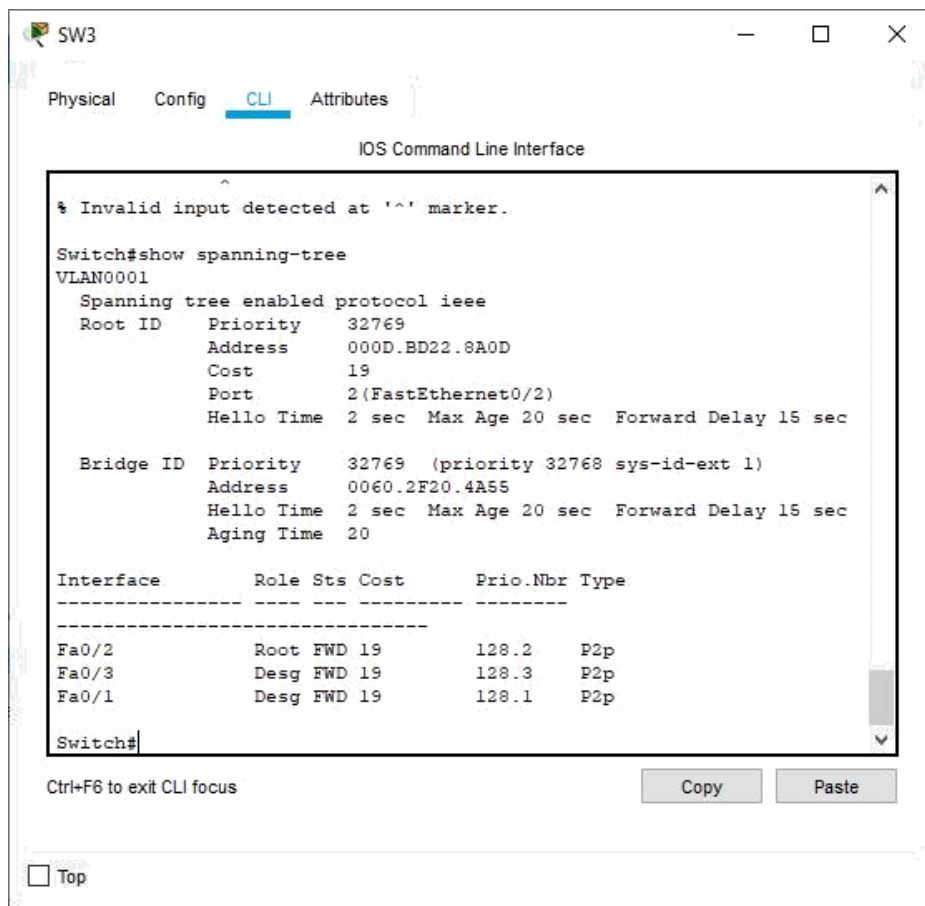 SW3
Physical Config CLI Attributes
IOS Command Line Interface
^
% Invalid input detected at '^' marker.
Switch#show spanning-tree
VLAN0001
  Spanning tree enabled protocol ieee
  Root ID    Priority    32769
             Address     000D.BD22.8A0D
             Cost        19
             Port        2(FastEthernet0/2)
             Hello Time  2 sec  Max Age 20 sec  Forward Delay 15 sec
  Bridge ID  Priority    32769  (priority 32768 sys-id-ext 1)
             Address     0060.2F20.4A55
             Hello Time  2 sec  Max Age 20 sec  Forward Delay 15 sec
             Aging Time  20
Interface        Role Sts Cost      Prio.Nbr Type
---------------- ---- --- --------- --------
--------------------------------
Fa0/2            Root FWD 19        128.2    P2p
Fa0/3            Desg FWD 19        128.3    P2p
Fa0/1            Desg FWD 19        128.1    P2p
Switch#
Ctrl+F6 to exit CLI focus
Copy Paste
Top